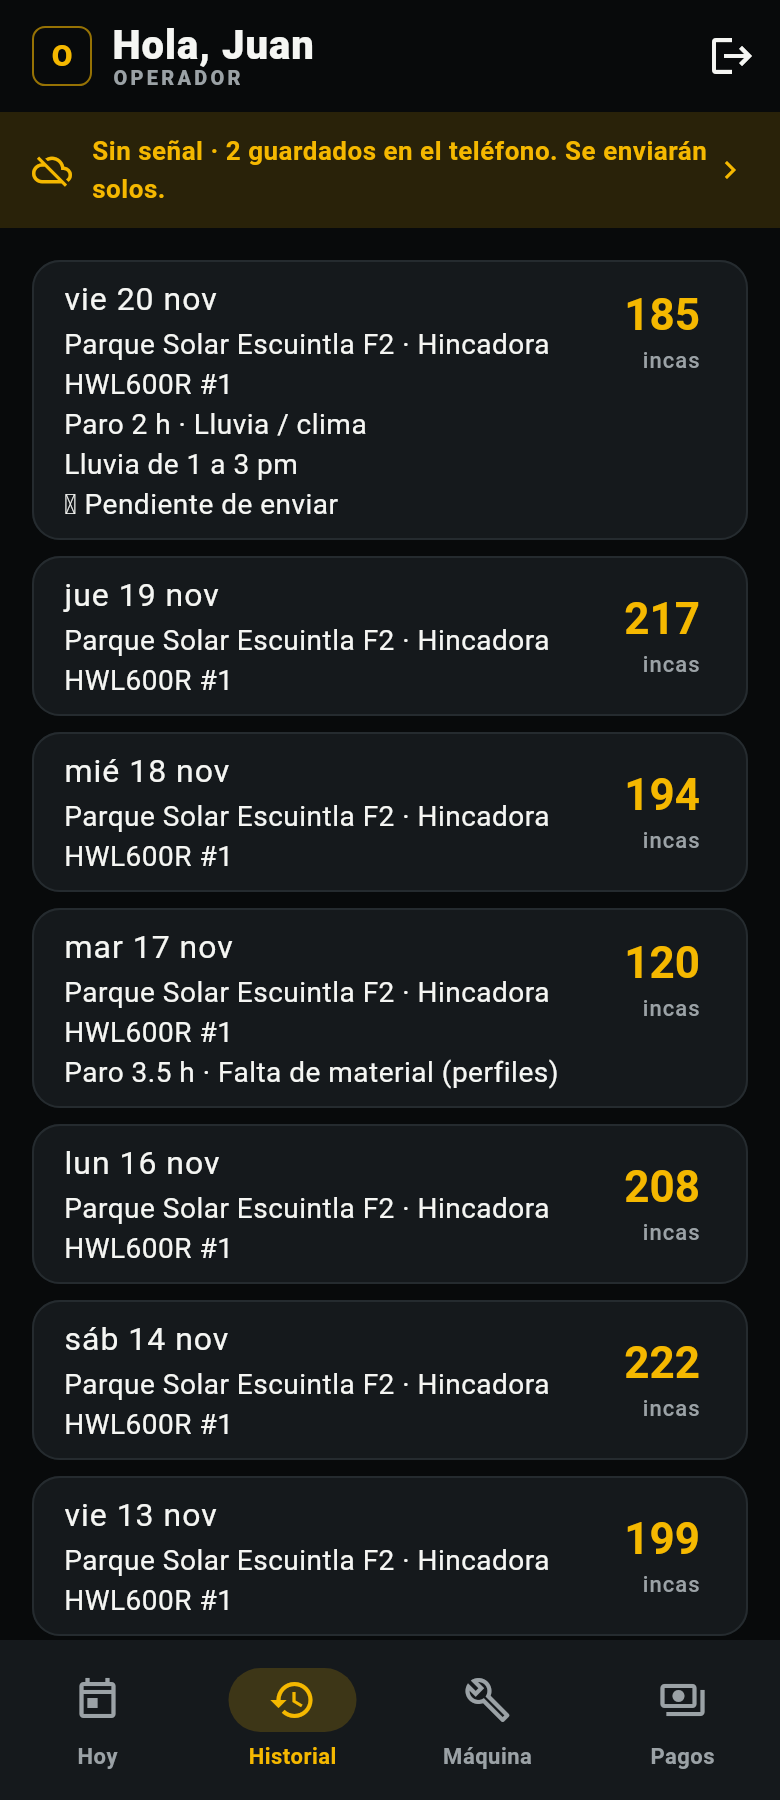 O
Hola, Juan
OPERADOR
Sin señal · 2 guardados en el teléfono. Se enviarán
solos.
vie 20 nov
185
Parque Solar Escuintla F2 · Hincadora
incas
HWL600R #1
Paro 2 h · Lluvia / clima
Lluvia de 1 a 3 pm
Pendiente de enviar
jue 19 nov
217
Parque Solar Escuintla F2 · Hincadora
incas
HWL600R #1
mié 18 nov
194
Parque Solar Escuintla F2 · Hincadora
incas
HWL600R #1
mar 17 nov
120
Parque Solar Escuintla F2 · Hincadora
incas
HWL600R #1
Paro 3.5 h · Falta de material (perfiles)
lun 16 nov
208
Parque Solar Escuintla F2 · Hincadora
incas
HWL600R #1
sáb 14 nov
222
Parque Solar Escuintla F2 · Hincadora
incas
HWL600R #1
vie 13 nov
199
Parque Solar Escuintla F2 · Hincadora
incas
HWL600R #1
Hoy
Historial
Máquina
Pagos